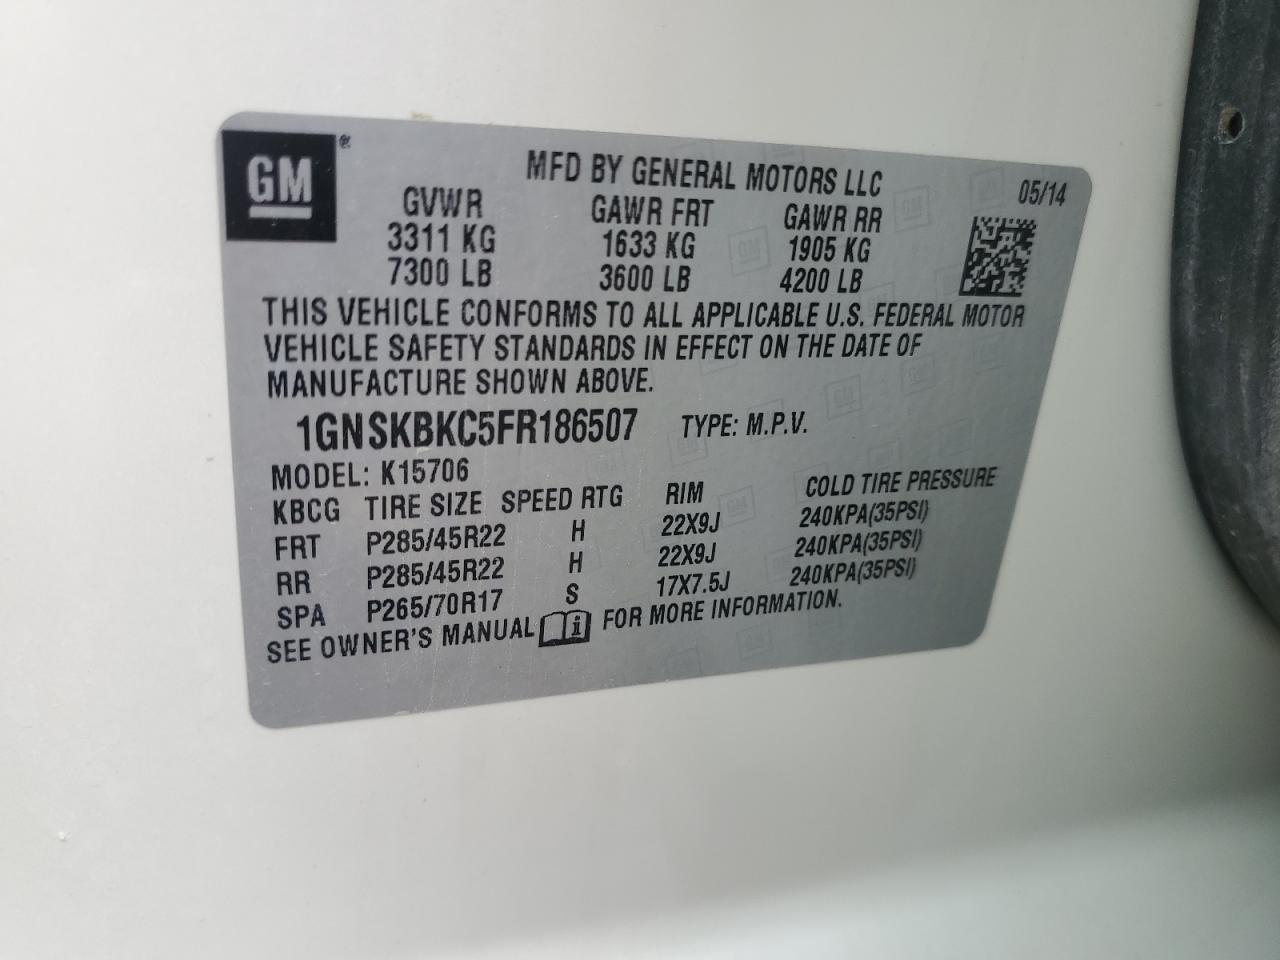 GM®
MFD BY GENERAL MOTORS LLC 05/14
GVWR GAWR FRT GAWR RR
3311 KG 1633 KG 1905 KG
7300 LB 3600 LB 4200 LB
THIS VEHICLE CONFORMS TO ALL APPLICABLE U.S. FEDERAL MOTOR
VEHICLE SAFETY STANDARDS IN EFFECT ON THE DATE OF
MANUFACTURE SHOWN ABOVE.
1GNSKBKC5FR186507 TYPE: M.P.V.
MODEL: K15706
KBCG TIRE SIZE SPEED RTG RIM COLD TIRE PRESSURE
FRT P285/45R22 H 22X9J 240KPA(35PSI)
RR P285/45R22 H 22X9J 240KPA(35PSI)
SPA P265/70R17 S 17X7.5J 240KPA(35PSI)
SEE OWNER'S MANUAL i FOR MORE INFORMATION.